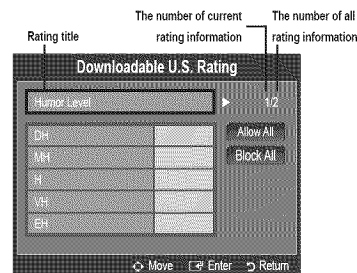 The number of current
rating information
The number of all
rating information
Rating title
Downloadable U.S. Rating
Humor Level
1/2
DH
MH
H
VH
EH
Allow All
Block All
Move
Enter
Return